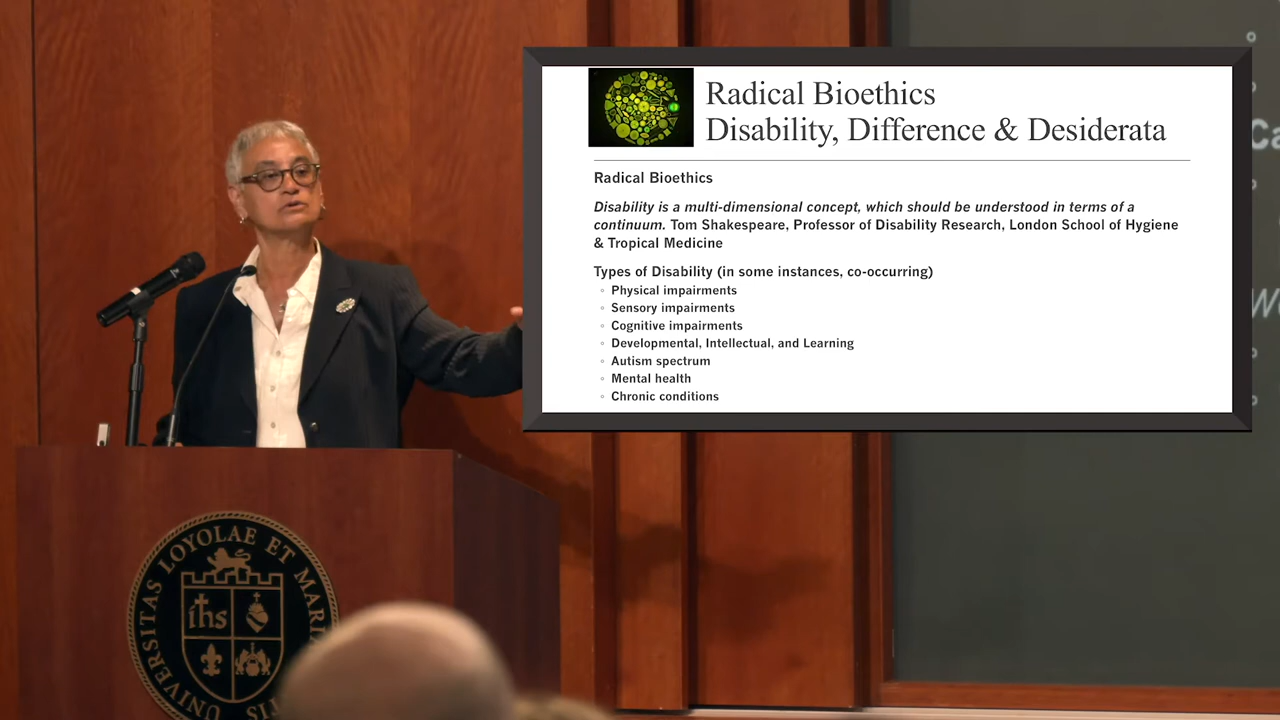 Radical Bioethics
Disability, Difference & Desiderata
Radical Bioethics
Disability is a multi-dimensional concept, which should be understood in terms of a
continuum. Tom Shakespeare, Professor of Disability Research, London School of Hygiene
& Tropical Medicine
Types of Disability (in some instances, co-occurring)
◦ Physical impairments
◦ Sensory impairments
◦ Cognitive impairments
◦ Developmental, Intellectual, and Learning
◦ Autism spectrum
◦ Mental health
◦ Chronic conditions
UNIVERSITAS LOYOLAE ET
ihs